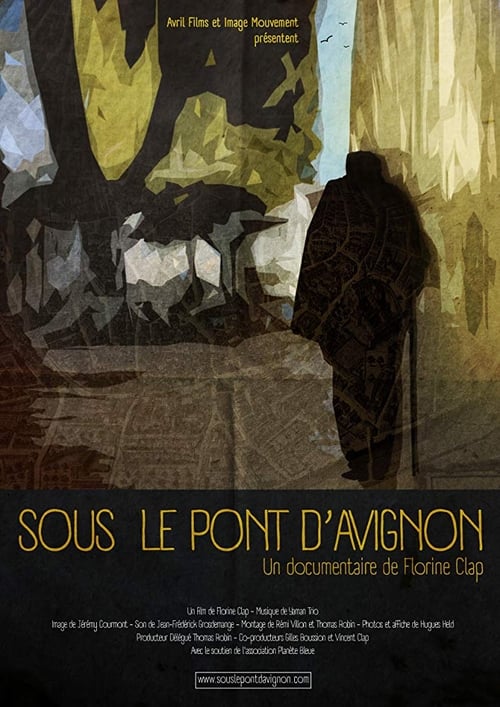 Avril Films et Image Mouvement
présentent
SOUS LE PONT D'AVIGNON
Un documentaire de Florine Clap
Un film de Florine Clap - Musique de Yaman Trio
Image de Jérémy Gourmont - Son de Jean-Frédérick Grosdemange - Montage de Rémi Villon et Thomas Robin - Photos et affiche de Hugues Held
Producteur Délégué Thomas Robin - Co-producteurs Gilles Boussion et Vincent Clap
Avec le soutien de l'association Planète Bleue
www.souslepontdavignon.com